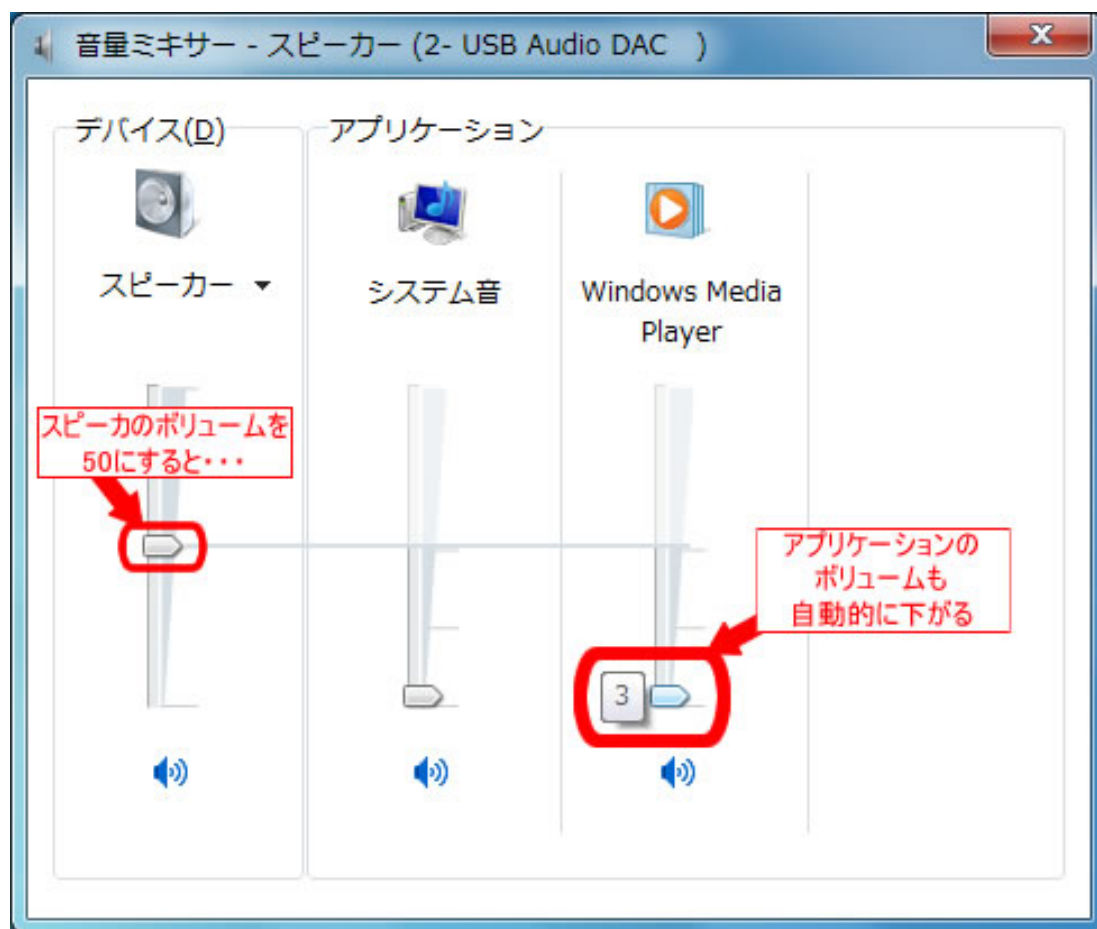 音量ミキサー - スピーカー (2- USB Audio DAC   )
デバイス(D)
アプリケーション
スピーカー
システム音
Windows Media
Player
スピーカのボリュームを
50にすると・・・
アプリケーションの
ボリュームも
自動的に下がる
3